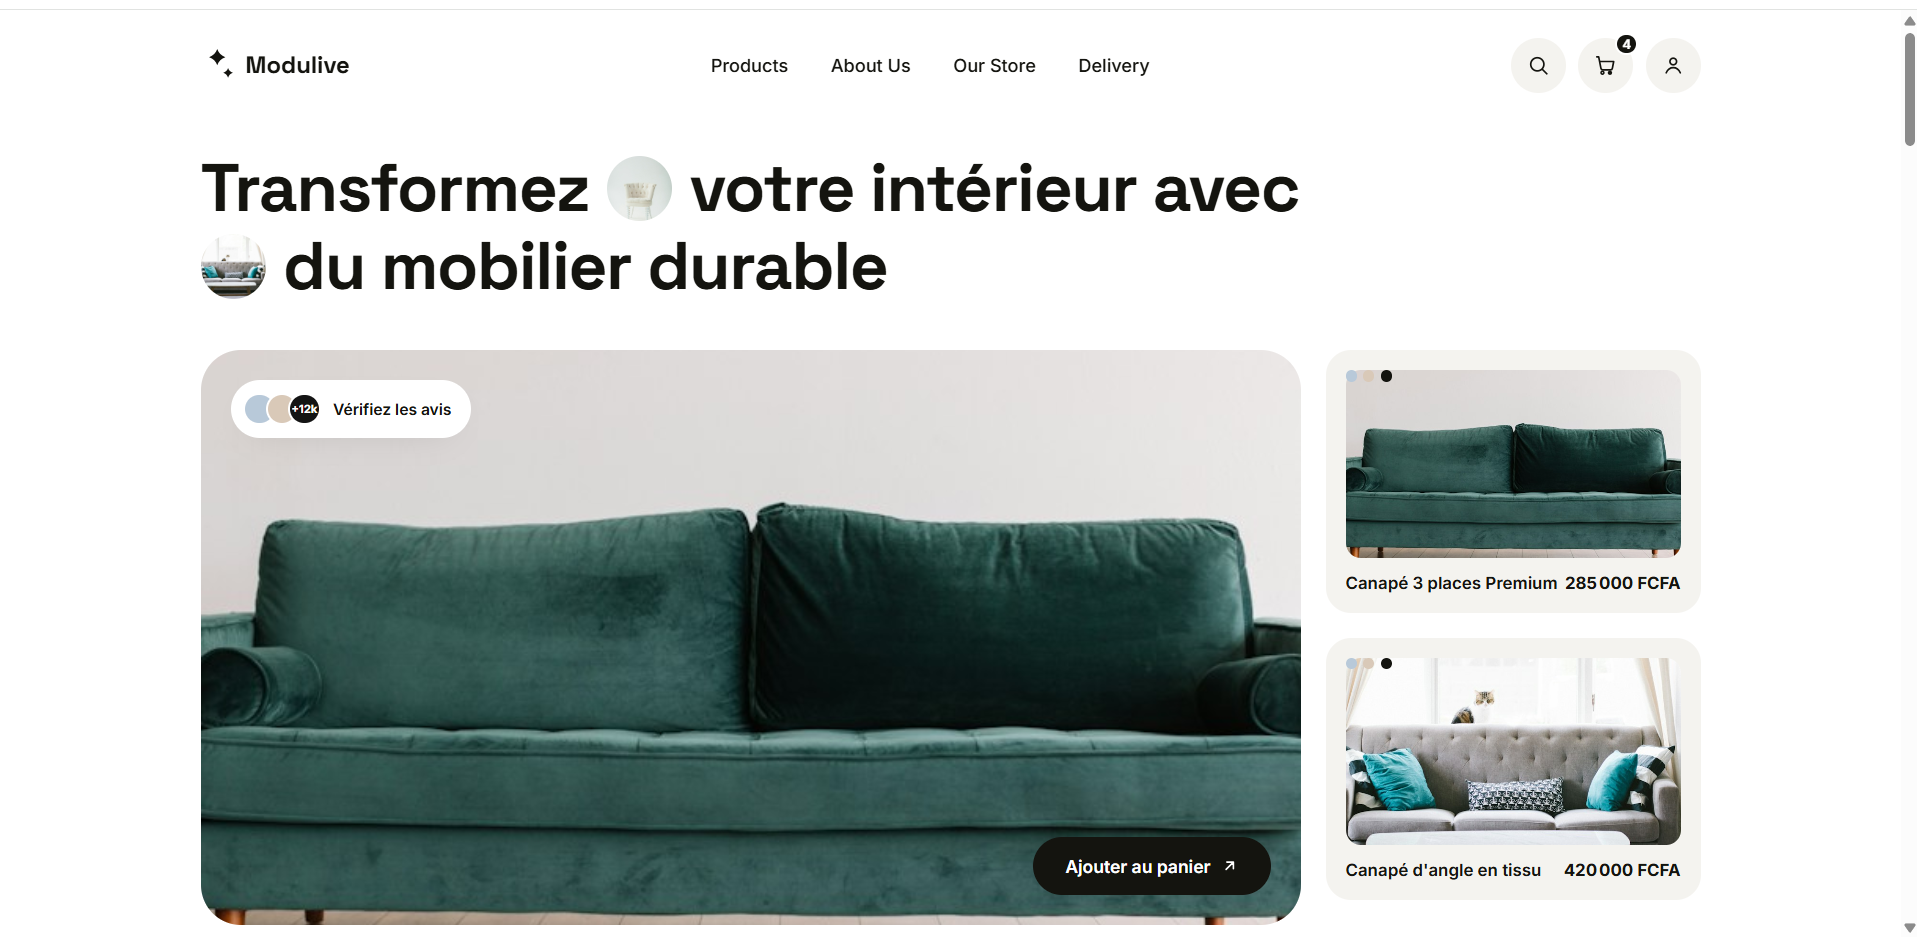 Modulive
Products
About Us
Our Store
Delivery
4
Transformez votre intérieur avec
du mobilier durable
+12k
Vérifiez les avis
Ajouter au panier
Canapé 3 places Premium 285 000 FCFA
Canapé d'angle en tissu 420 000 FCFA